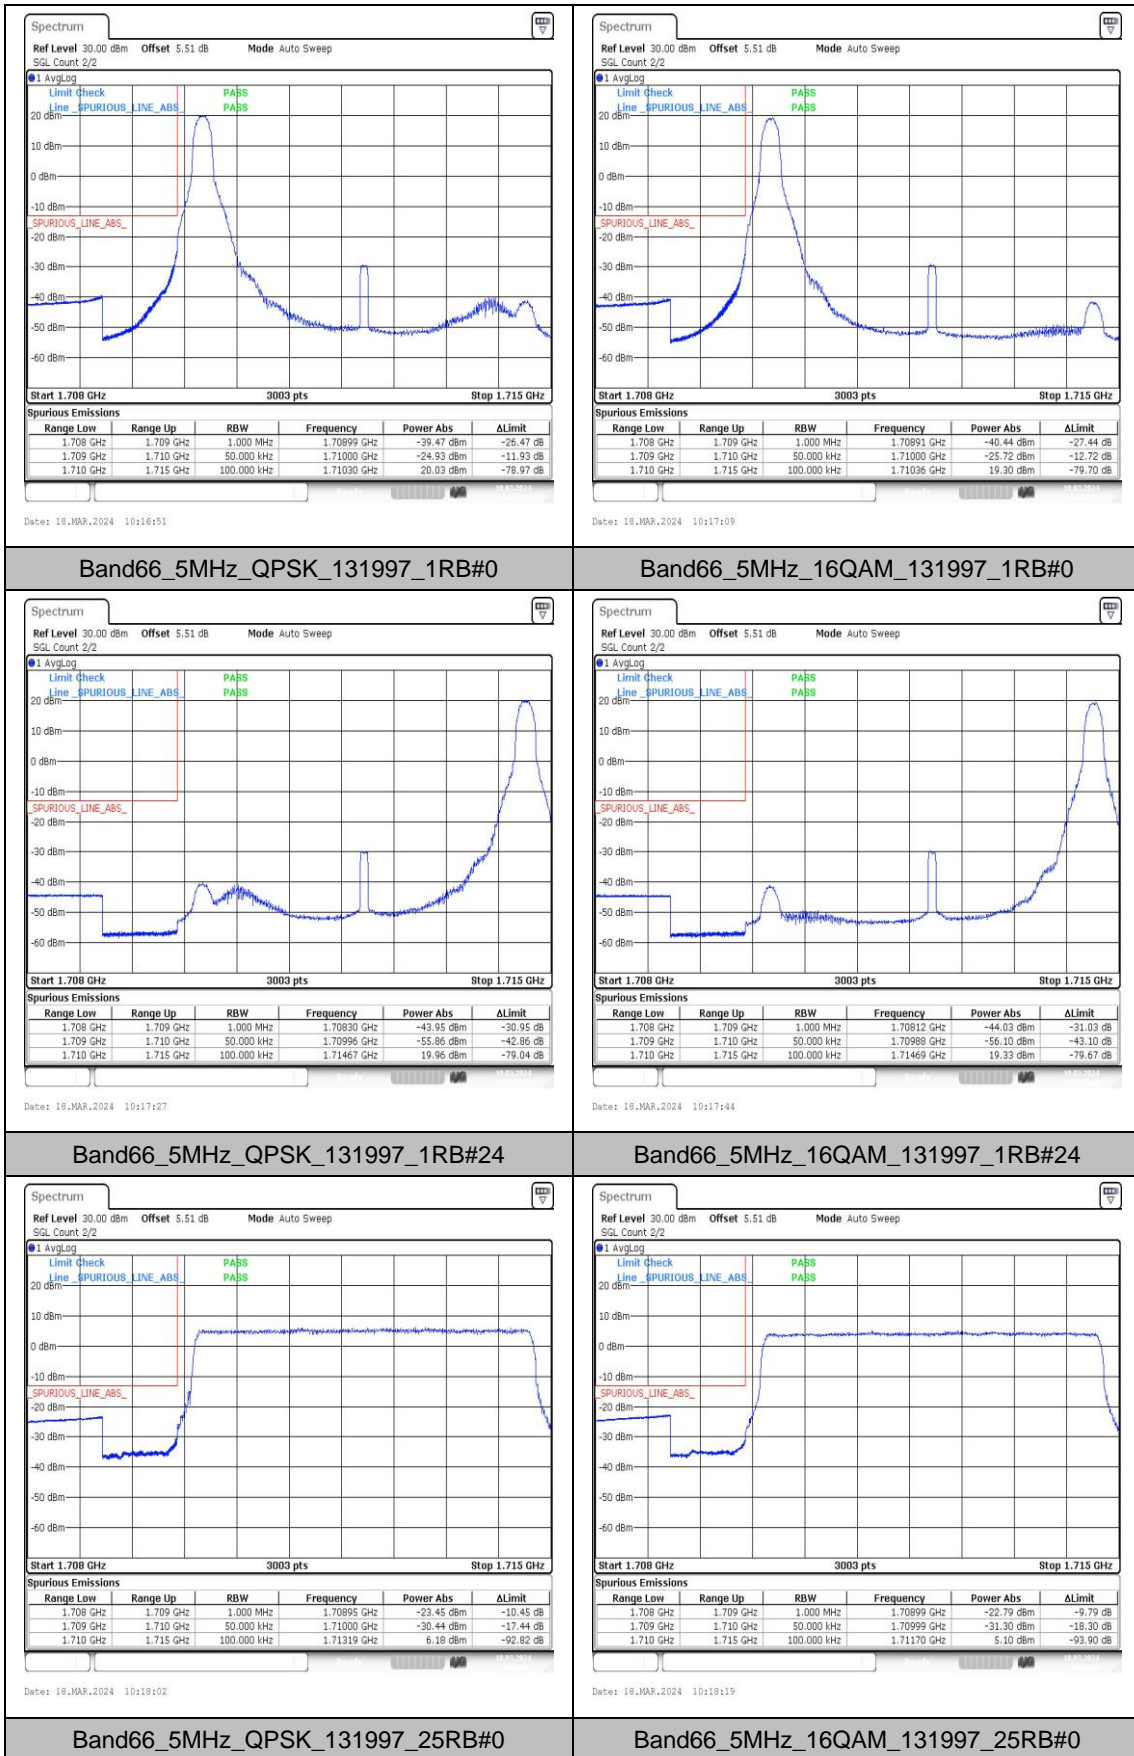 Spectrum
Ref Level 30.00 dBm Offset 5.51 dB Mode Auto Sweep
SGL Count 2/2
1 AvgLog
Limit Check PASS
Line _SPURIOUS_LINE_ABS_ PASS
20 dBm
10 dBm
0 dBm
-10 dBm
_SPURIOUS_LINE_ABS_
-20 dBm
-30 dBm
-40 dBm
-50 dBm
-60 dBm
Start 1.708 GHz 3003 pts Stop 1.715 GHz
Spurious Emissions
Range Low Range Up RBW Frequency Power Abs ΔLimit
1.708 GHz 1.709 GHz 1.000 MHz 1.70899 GHz -39.47 dBm -26.47 dB
1.709 GHz 1.710 GHz 50.000 kHz 1.71000 GHz -24.93 dBm -11.93 dB
1.710 GHz 1.715 GHz 100.000 kHz 1.71030 GHz 20.03 dBm -78.97 dB
Date: 18.MAR.2024 10:16:51
Band66_5MHz_QPSK_131997_1RB#0
Spectrum
Ref Level 30.00 dBm Offset 5.51 dB Mode Auto Sweep
SGL Count 2/2
1 AvgLog
Limit Check PASS
Line _SPURIOUS_LINE_ABS_ PASS
20 dBm
10 dBm
0 dBm
-10 dBm
_SPURIOUS_LINE_ABS_
-20 dBm
-30 dBm
-40 dBm
-50 dBm
-60 dBm
Start 1.708 GHz 3003 pts Stop 1.715 GHz
Spurious Emissions
Range Low Range Up RBW Frequency Power Abs ΔLimit
1.708 GHz 1.709 GHz 1.000 MHz 1.70891 GHz -40.44 dBm -27.44 dB
1.709 GHz 1.710 GHz 50.000 kHz 1.71000 GHz -25.72 dBm -12.72 dB
1.710 GHz 1.715 GHz 100.000 kHz 1.71036 GHz 19.30 dBm -79.70 dB
Date: 18.MAR.2024 10:17:09
Band66_5MHz_16QAM_131997_1RB#0
Spectrum
Ref Level 30.00 dBm Offset 5.51 dB Mode Auto Sweep
SGL Count 2/2
1 AvgLog
Limit Check PASS
Line _SPURIOUS_LINE_ABS_ PASS
20 dBm
10 dBm
0 dBm
-10 dBm
_SPURIOUS_LINE_ABS_
-20 dBm
-30 dBm
-40 dBm
-50 dBm
-60 dBm
Start 1.708 GHz 3003 pts Stop 1.715 GHz
Spurious Emissions
Range Low Range Up RBW Frequency Power Abs ΔLimit
1.708 GHz 1.709 GHz 1.000 MHz 1.70830 GHz -43.95 dBm -30.95 dB
1.709 GHz 1.710 GHz 50.000 kHz 1.70996 GHz -55.86 dBm -42.86 dB
1.710 GHz 1.715 GHz 100.000 kHz 1.71467 GHz 19.96 dBm -79.04 dB
Date: 18.MAR.2024 10:17:27
Band66_5MHz_QPSK_131997_1RB#24
Spectrum
Ref Level 30.00 dBm Offset 5.51 dB Mode Auto Sweep
SGL Count 2/2
1 AvgLog
Limit Check PASS
Line _SPURIOUS_LINE_ABS_ PASS
20 dBm
10 dBm
0 dBm
-10 dBm
_SPURIOUS_LINE_ABS_
-20 dBm
-30 dBm
-40 dBm
-50 dBm
-60 dBm
Start 1.708 GHz 3003 pts Stop 1.715 GHz
Spurious Emissions
Range Low Range Up RBW Frequency Power Abs ΔLimit
1.708 GHz 1.709 GHz 1.000 MHz 1.70812 GHz -44.03 dBm -31.03 dB
1.709 GHz 1.710 GHz 50.000 kHz 1.70988 GHz -56.10 dBm -43.10 dB
1.710 GHz 1.715 GHz 100.000 kHz 1.71469 GHz 19.33 dBm -79.67 dB
Date: 18.MAR.2024 10:17:44
Band66_5MHz_16QAM_131997_1RB#24
Spectrum
Ref Level 30.00 dBm Offset 5.51 dB Mode Auto Sweep
SGL Count 2/2
1 AvgLog
Limit Check PASS
Line _SPURIOUS_LINE_ABS_ PASS
20 dBm
10 dBm
0 dBm
-10 dBm
_SPURIOUS_LINE_ABS_
-20 dBm
-30 dBm
-40 dBm
-50 dBm
-60 dBm
Start 1.708 GHz 3003 pts Stop 1.715 GHz
Spurious Emissions
Range Low Range Up RBW Frequency Power Abs ΔLimit
1.708 GHz 1.709 GHz 1.000 MHz 1.70895 GHz -23.45 dBm -10.45 dB
1.709 GHz 1.710 GHz 50.000 kHz 1.71000 GHz -30.44 dBm -17.44 dB
1.710 GHz 1.715 GHz 100.000 kHz 1.71319 GHz 6.18 dBm -92.82 dB
Date: 18.MAR.2024 10:18:02
Band66_5MHz_QPSK_131997_25RB#0
Spectrum
Ref Level 30.00 dBm Offset 5.51 dB Mode Auto Sweep
SGL Count 2/2
1 AvgLog
Limit Check PASS
Line _SPURIOUS_LINE_ABS_ PASS
20 dBm
10 dBm
0 dBm
-10 dBm
_SPURIOUS_LINE_ABS_
-20 dBm
-30 dBm
-40 dBm
-50 dBm
-60 dBm
Start 1.708 GHz 3003 pts Stop 1.715 GHz
Spurious Emissions
Range Low Range Up RBW Frequency Power Abs ΔLimit
1.708 GHz 1.709 GHz 1.000 MHz 1.70899 GHz -22.79 dBm -9.79 dB
1.709 GHz 1.710 GHz 50.000 kHz 1.70999 GHz -31.30 dBm -18.30 dB
1.710 GHz 1.715 GHz 100.000 kHz 1.71170 GHz 5.10 dBm -93.90 dB
Date: 18.MAR.2024 10:18:19
Band66_5MHz_16QAM_131997_25RB#0